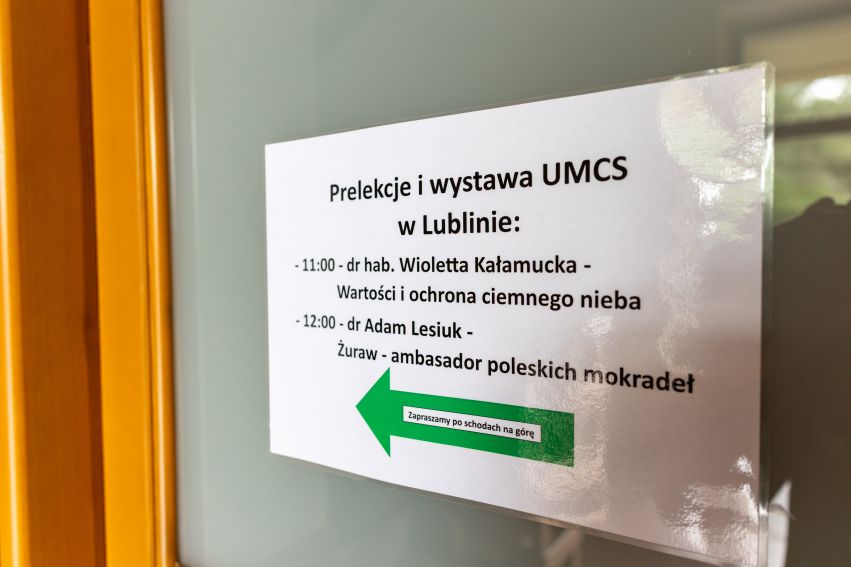 Prelekcje i wystawa UMCS
w Lublinie:
- 11:00 - dr hab. Wioletta Kałamucka -
Wartości i ochrona ciemnego nieba
- 12:00 - dr Adam Lesiuk -
Żuraw - ambasador poleskich mokradeł
Zapraszamy po schodach na górę